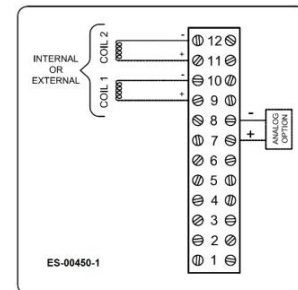 COIL 2
-
+
INTERNAL
OR
EXTERNAL
COIL 1
-
+
12
11
10
9
8
7
6
5
4
3
2
1
-
+
ANALOG
OPTION
ES-00450-1